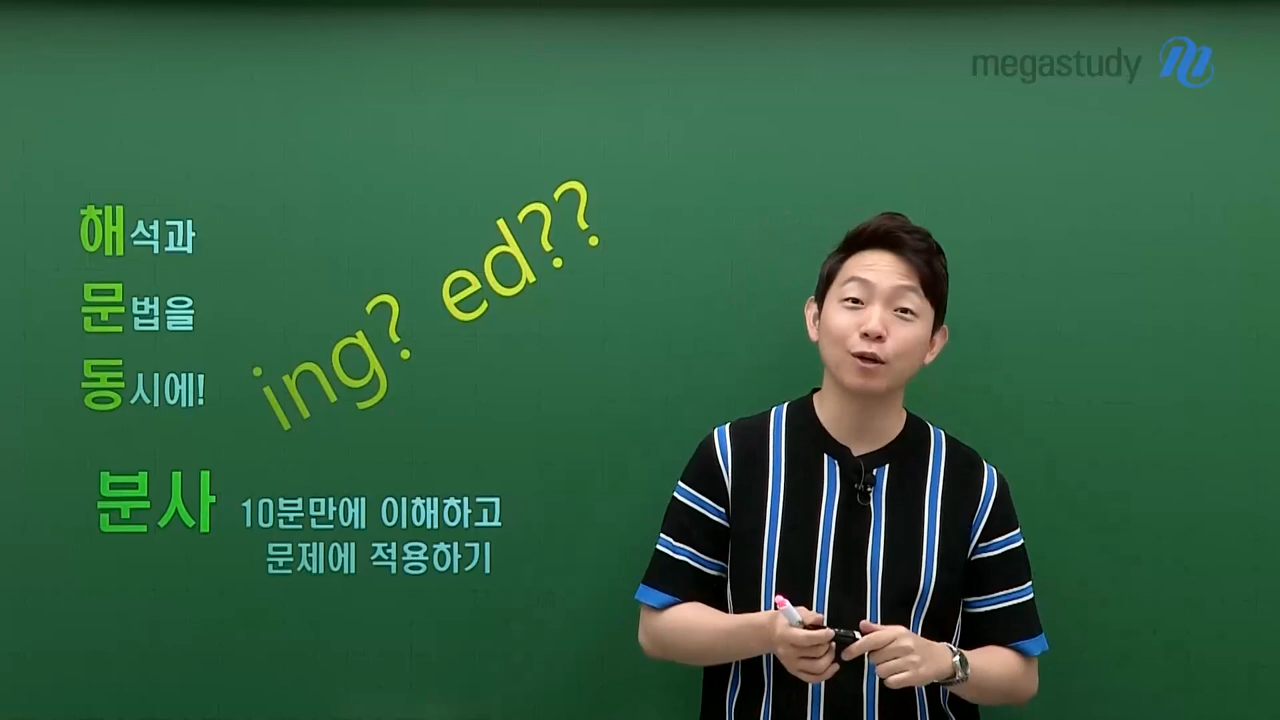 megastudy
해석과
문법을
동시에!
ing? ed??
분사 10분만에 이해하고
문제에 적용하기